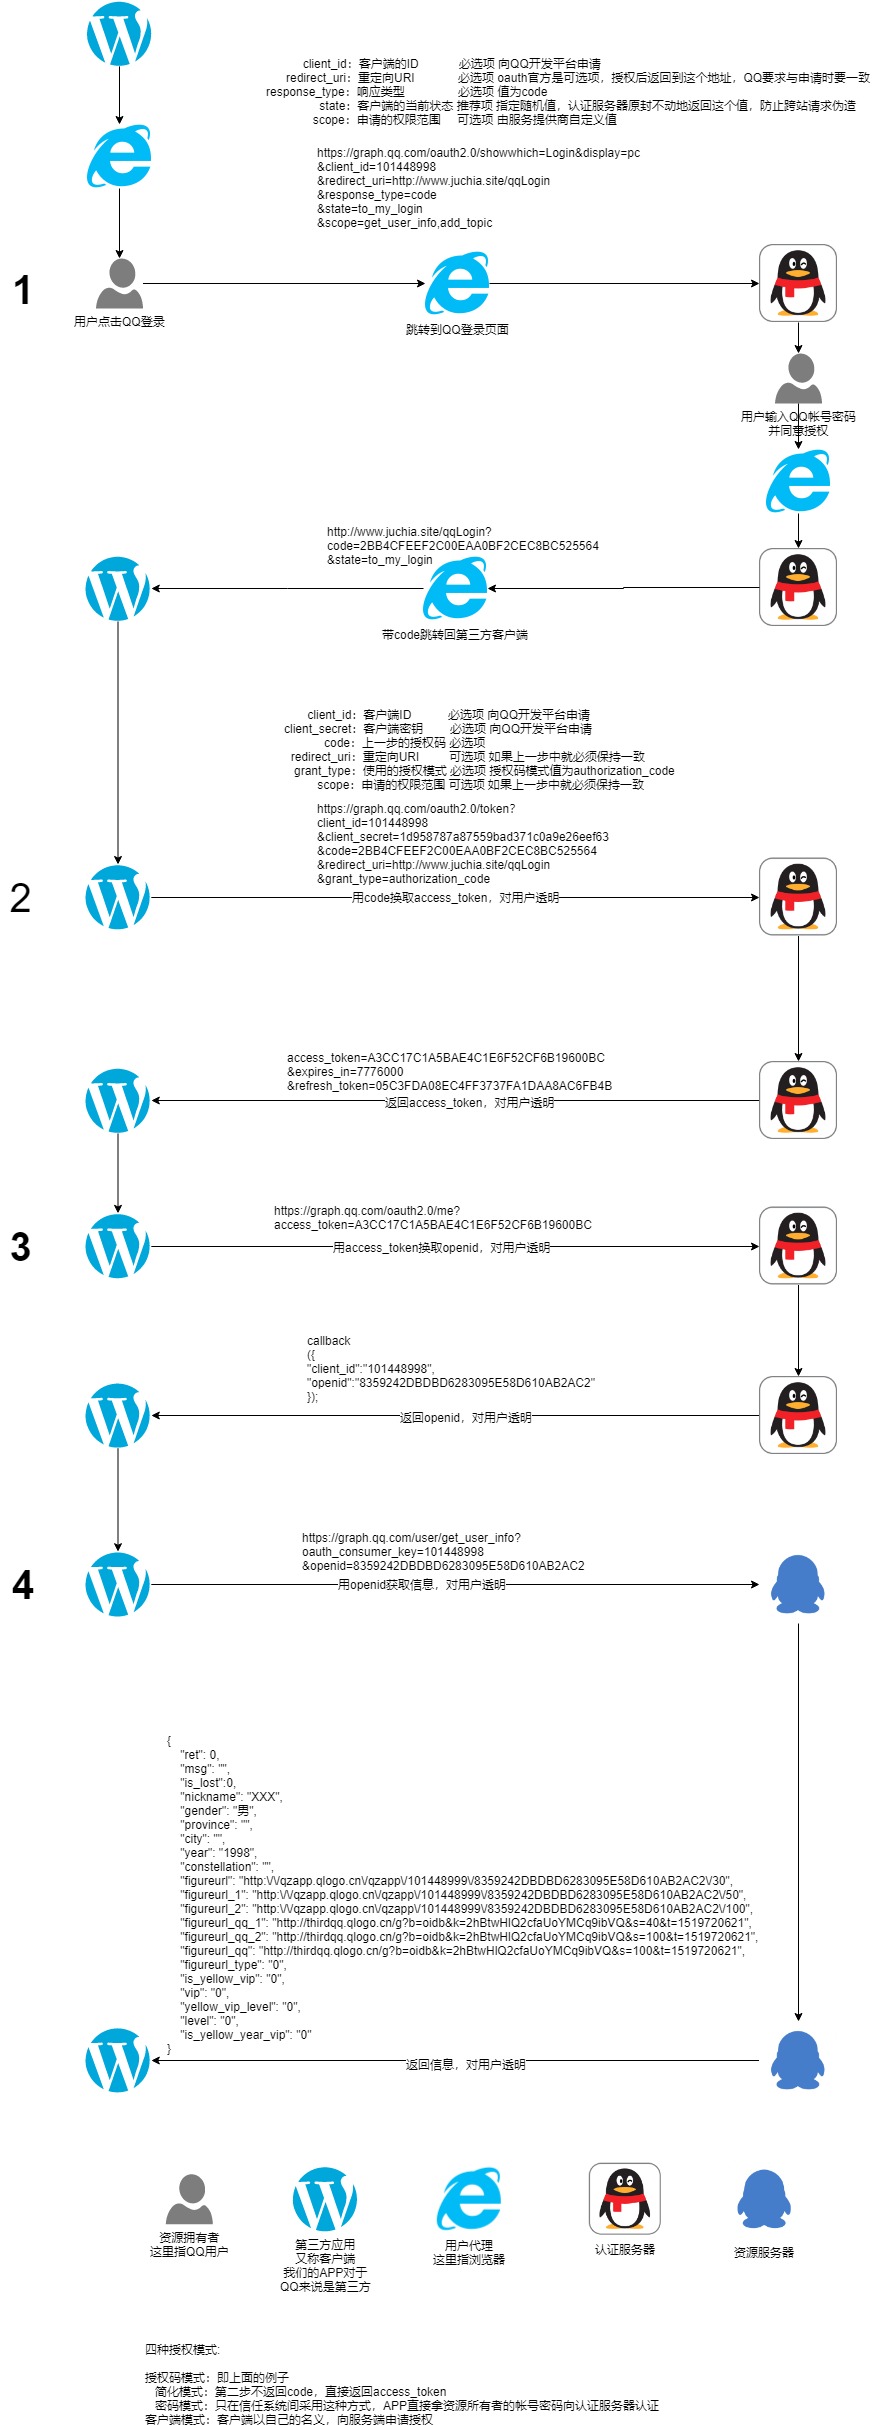 client_id：客户端的ID 必选项 向QQ开发平台申请
redirect_uri：重定向URI 必选项 oauth官方是可选项，授权后返回到这个地址，QQ要求与申请时要一致
response_type：响应类型 必选项 值为code
state：客户端的当前状态 推荐项 指定随机值，认证服务器原封不动地返回这个值，防止跨站请求伪造
scope：申请的权限范围 可选项 由服务提供商自定义值
https://graph.qq.com/oauth2.0/showwhich=Login&display=pc
&client_id=101448998
&redirect_uri=http://www.juchia.site/qqLogin
&response_type=code
&state=to_my_login
&scope=get_user_info,add_topic
1
用户点击QQ登录
跳转到QQ登录页面
用户输入QQ帐号密码
并同意授权
http://www.juchia.site/qqLogin?
code=2BB4CFEEF2C00EAA0BF2CEC8BC525564
&state=to_my_login
带code跳转回第三方客户端
client_id：客户端ID 必选项 向QQ开发平台申请
client_secret：客户端密钥 必选项 向QQ开发平台申请
code：上一步的授权码 必选项
redirect_uri：重定向URI 可选项 如果上一步中就必须保持一致
grant_type：使用的授权模式 必选项 授权码模式值为authorization_code
scope：申请的权限范围 可选项 如果上一步中就必须保持一致
https://graph.qq.com/oauth2.0/token?
client_id=101448998
&client_secret=1d958787a87559bad371c0a9e26eef63
&code=2BB4CFEEF2C00EAA0BF2CEC8BC525564
&redirect_uri=http://www.juchia.site/qqLogin
&grant_type=authorization_code
2
用code换取access_token，对用户透明
access_token=A3CC17C1A5BAE4C1E6F52CF6B19600BC
&expires_in=7776000
&refresh_token=05C3FDA08EC4FF3737FA1DAA8AC6FB4B
返回access_token，对用户透明
https://graph.qq.com/oauth2.0/me?
access_token=A3CC17C1A5BAE4C1E6F52CF6B19600BC
3
用access_token换取openid，对用户透明
callback
({
"client_id":"101448998",
"openid":"8359242DBDBD6283095E58D610AB2AC2"
});
返回openid，对用户透明
https://graph.qq.com/user/get_user_info?
oauth_consumer_key=101448998
&openid=8359242DBDBD6283095E58D610AB2AC2
4
用openid获取信息，对用户透明
{
"ret": 0,
"msg": "",
"is_lost":0,
"nickname": "XXX",
"gender": "男",
"province": "",
"city": "",
"year": "1998",
"constellation": "",
"figureurl": "http:\/\/qzapp.qlogo.cn\/qzapp\/101448999\/8359242DBDBD6283095E58D610AB2AC2\/30",
"figureurl_1": "http:\/\/qzapp.qlogo.cn\/qzapp\/101448999\/8359242DBDBD6283095E58D610AB2AC2\/50",
"figureurl_2": "http:\/\/qzapp.qlogo.cn\/qzapp\/101448999\/8359242DBDBD6283095E58D610AB2AC2\/100",
"figureurl_qq_1": "http://thirdqq.qlogo.cn/g?b=oidb&k=2hBtwHlQ2cfaUoYMCq9ibVQ&s=40&t=1519720621",
"figureurl_qq_2": "http://thirdqq.qlogo.cn/g?b=oidb&k=2hBtwHlQ2cfaUoYMCq9ibVQ&s=100&t=1519720621",
"figureurl_qq": "http://thirdqq.qlogo.cn/g?b=oidb&k=2hBtwHlQ2cfaUoYMCq9ibVQ&s=100&t=1519720621",
"figureurl_type": "0",
"is_yellow_vip": "0",
"vip": "0",
"yellow_vip_level": "0",
"level": "0",
"is_yellow_year_vip": "0"
}
返回信息，对用户透明
资源拥有者
这里指QQ用户
第三方应用
又称客户端
我们的APP对于
QQ来说是第三方
用户代理
这里指浏览器
认证服务器
资源服务器
四种授权模式:
授权码模式：即上面的例子
简化模式：第二步不返回code，直接返回access_token
密码模式：只在信任系统间采用这种方式，APP直接拿资源所有者的帐号密码向认证服务器认证
客户端模式：客户端以自己的名义，向服务端申请授权